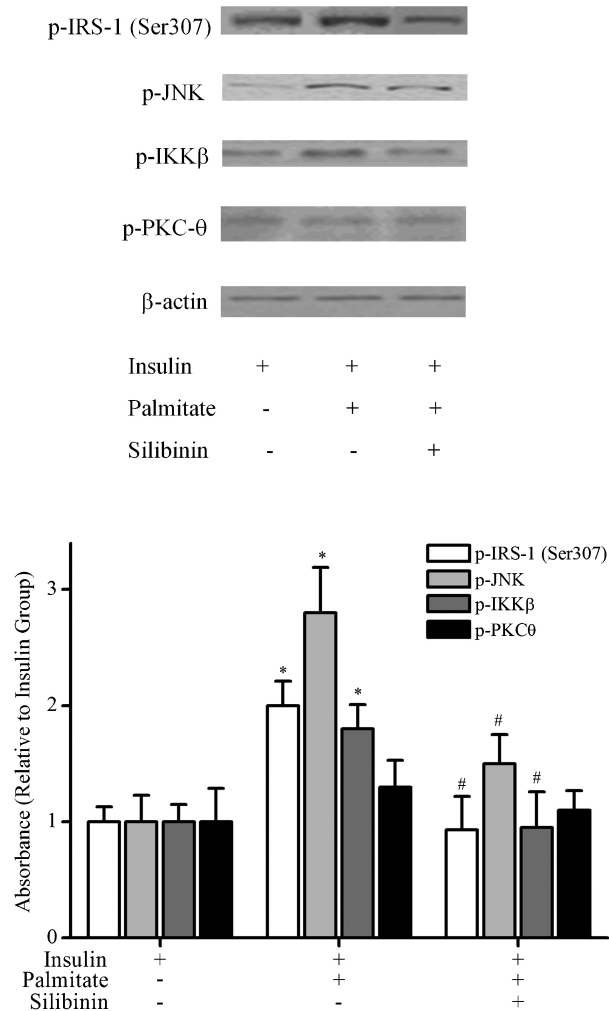 p-IRS-1 (Ser307)
p-JNK
p-IKKβ
p-PKC-θ
β-actin
Insulin + + +
Palmitate - + +
Silibinin - - +
Absorbance (Relative to Insulin Group)
3
2
1
0
* * *
# # #
p-IRS-1 (Ser307)
p-JNK
p-IKKβ
p-PKCθ
Insulin + + +
Palmitate - + +
Silibinin - - +